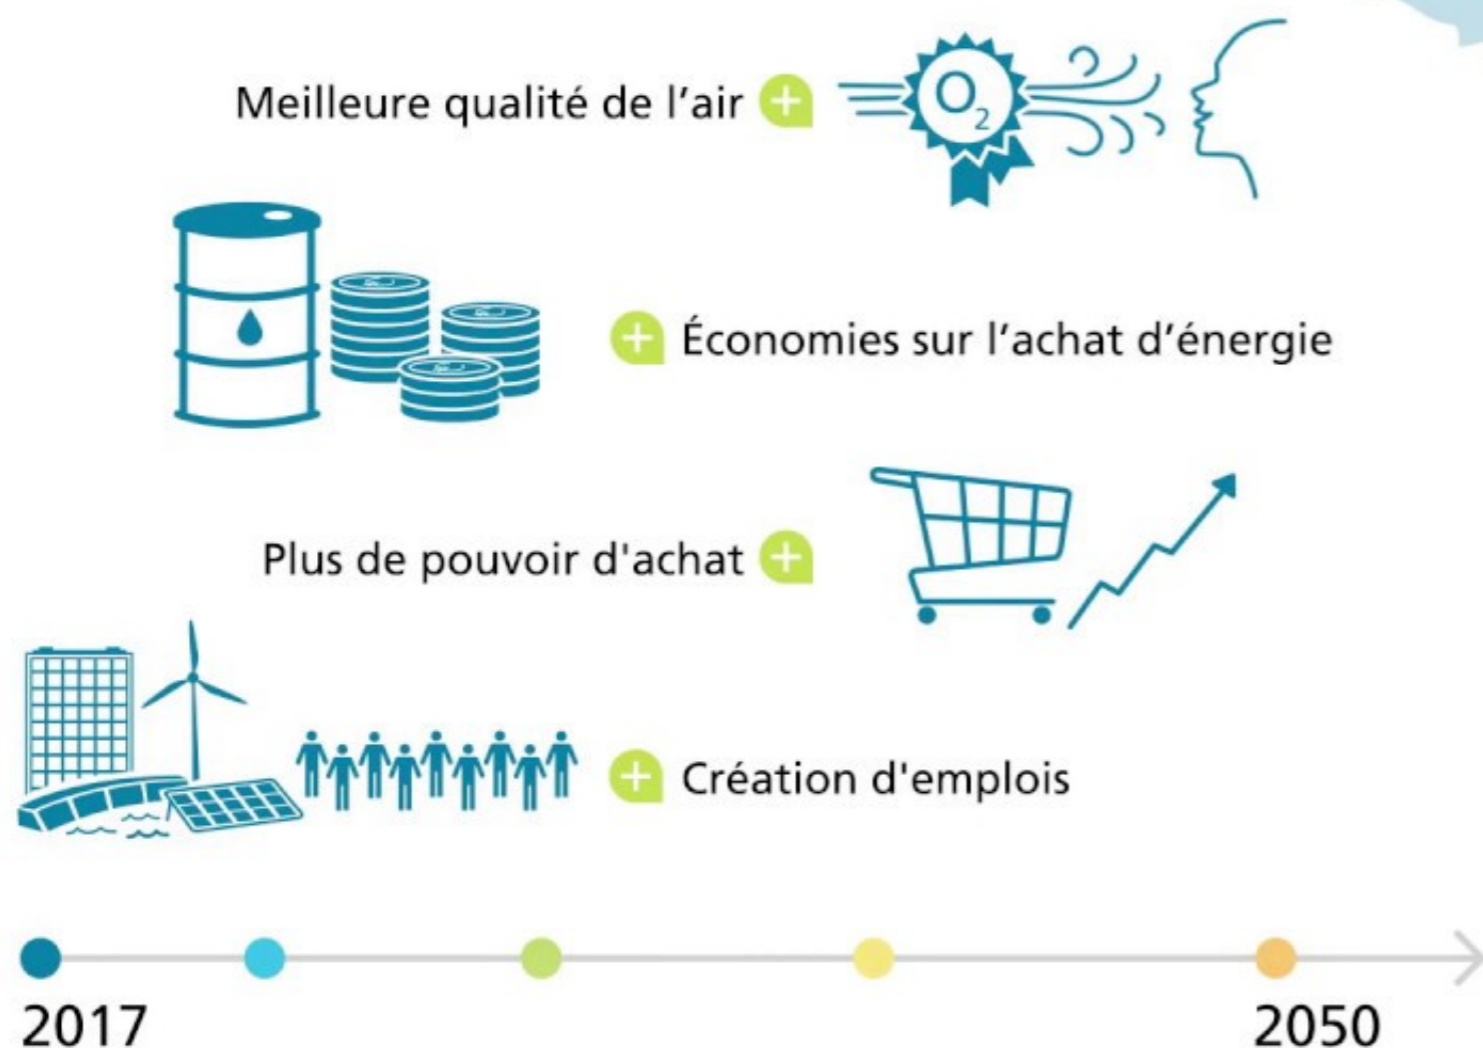 Meilleure qualité de l’air +
O2
+ Économies sur l’achat d’énergie
Plus de pouvoir d'achat +
+ Création d'emplois
2017
2050